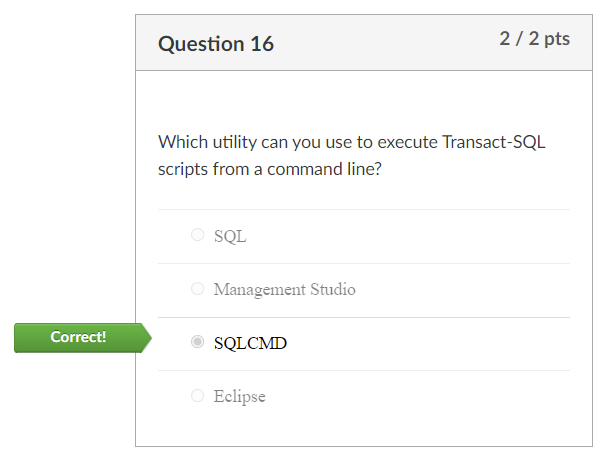 Question 16
2 / 2 pts
Which utility can you use to execute Transact-SQL
scripts from a command line?
SQL
Management Studio
Correct!
SQLCMD
Eclipse